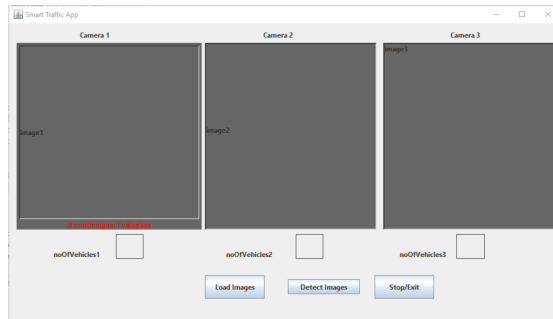 Smart Traffic App
Camera 1 Camera 2 Camera 3
image3
image2
image1
noOfVehicles1 noOfVehicles2 noOfVehicles3
Load Images Detect Images Stop/Exit